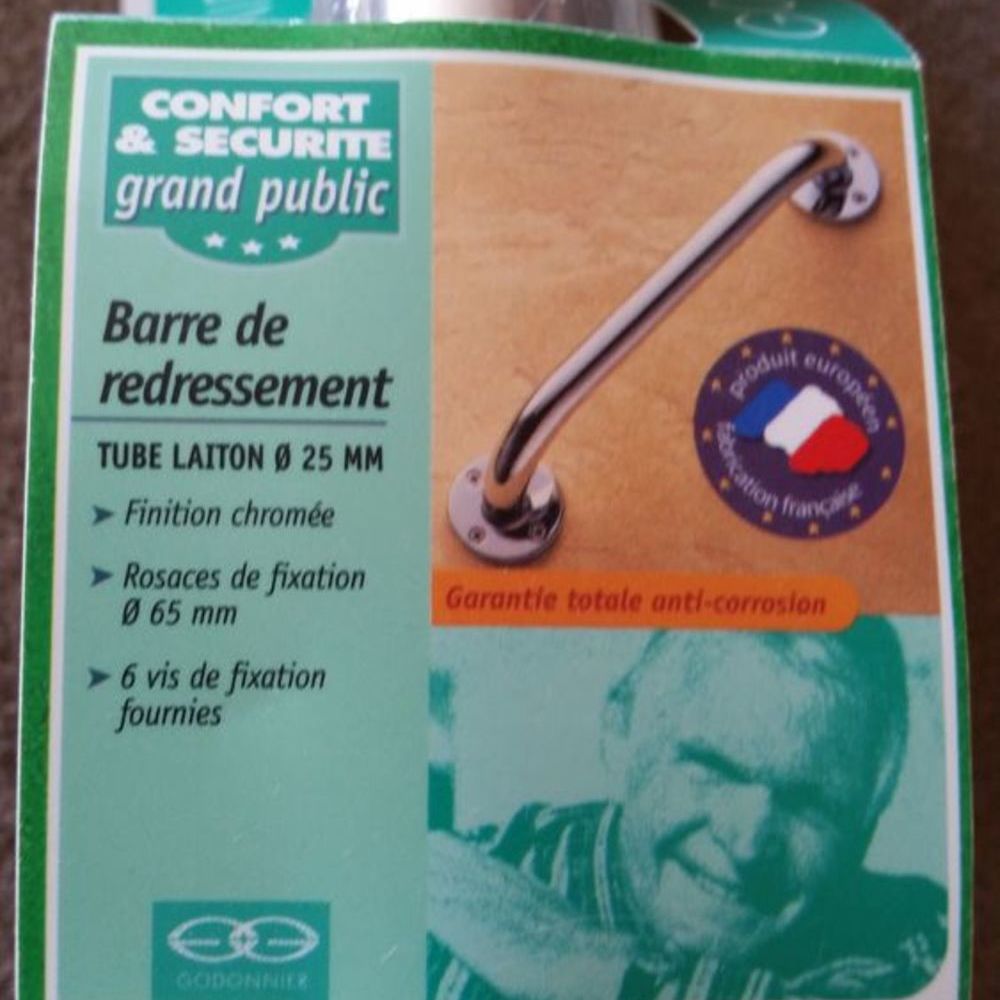 CONFORT
& SECURITE
grand public
Barre de
redressement
TUBE LAITON Ø 25 MM
Finition chromée
Rosaces de fixation
Ø 65 mm
6 vis de fixation
fournies
produit européen
fabrication française
Garantie totale anti-corrosion
GODONNIER